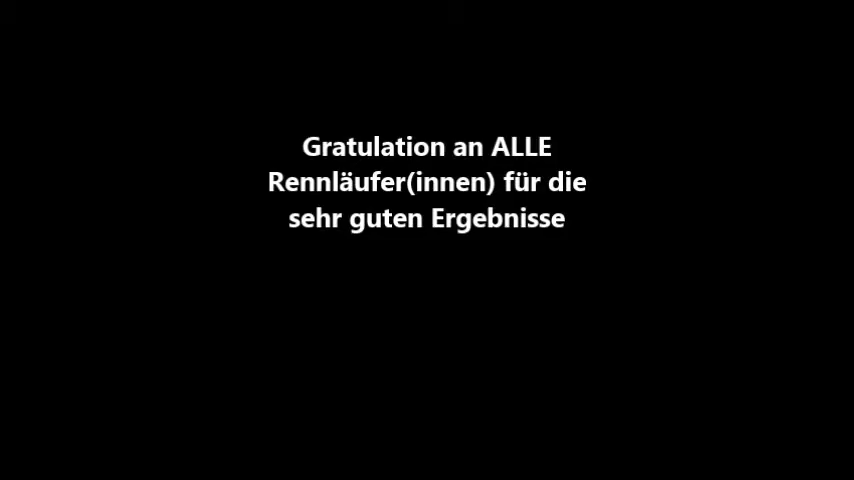 Gratulation an ALLE
Rennläufer(innen) für die
sehr guten Ergebnisse